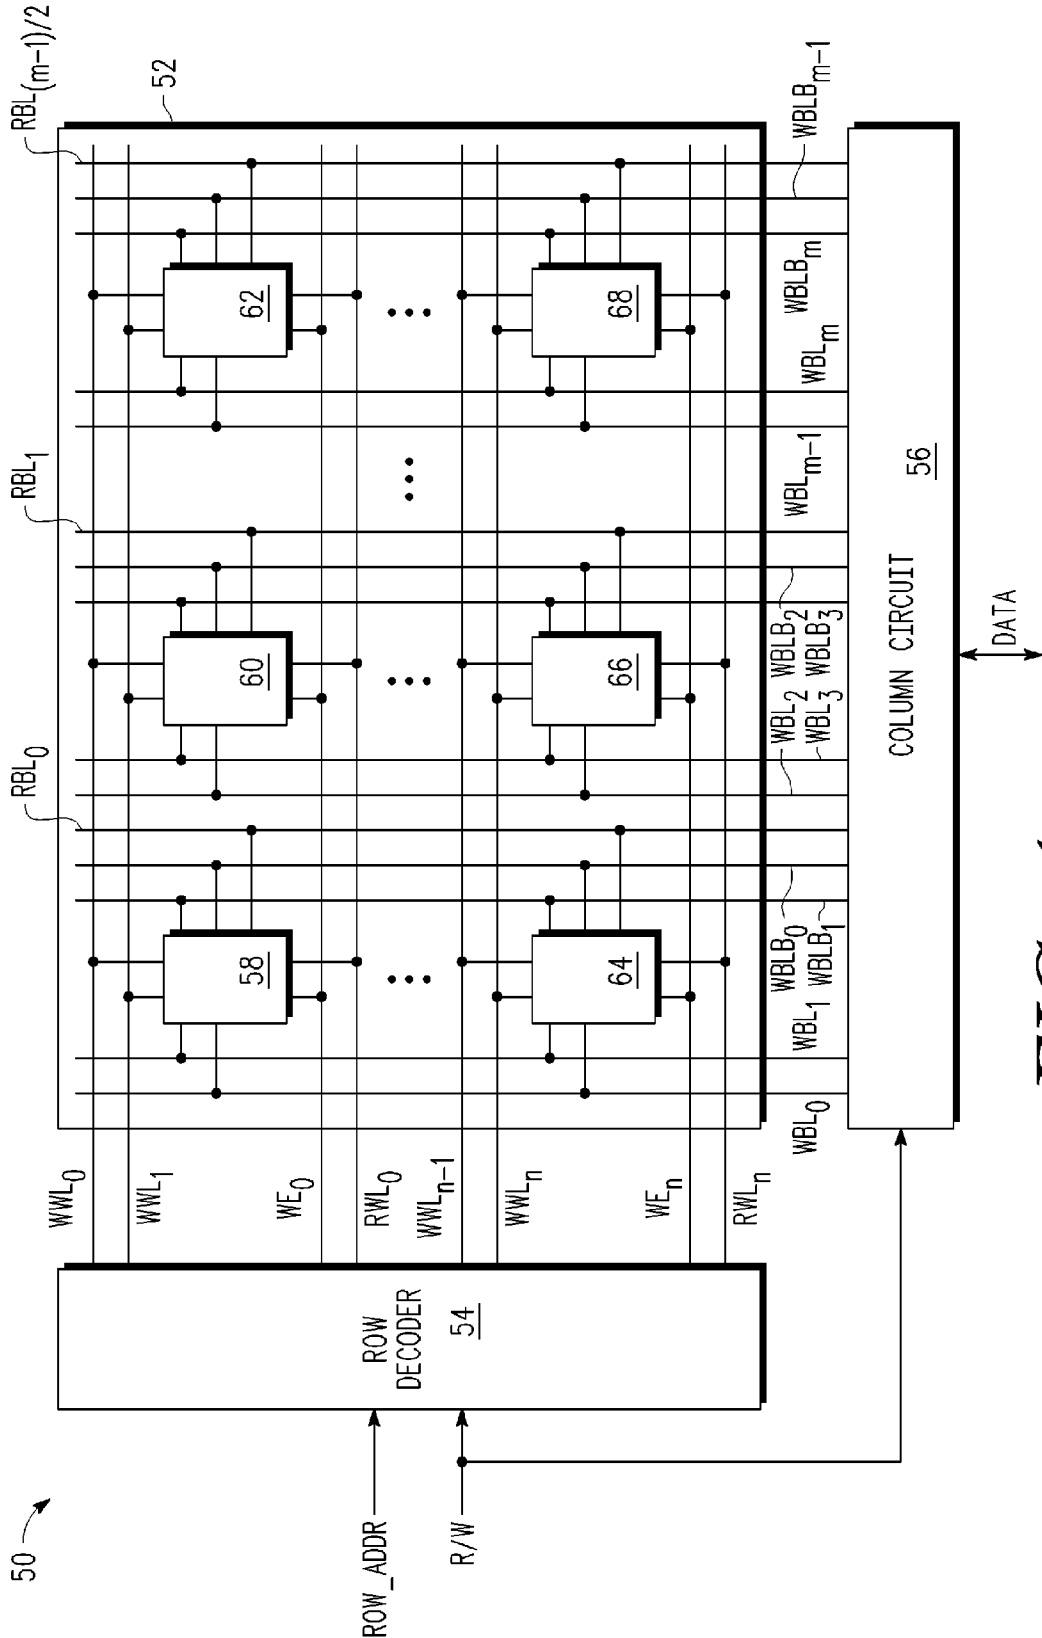 50
ROW_ADDR
R/W
ROW
DECODER
54
WWL0
WWL1
WE0
RWL0
WWLn-1
WWLn
WEn
RWLn
52
RBL0
RBL1
RBL(m-1)/2
58
60
62
64
66
68
WBL0
WBL1
WBLB0
WBLB1
WBL2
WBL3
WBLB2
WBLB3
WBLm-1
WBLm
WBLBm
WBLBm-1
COLUMN CIRCUIT
56
DATA